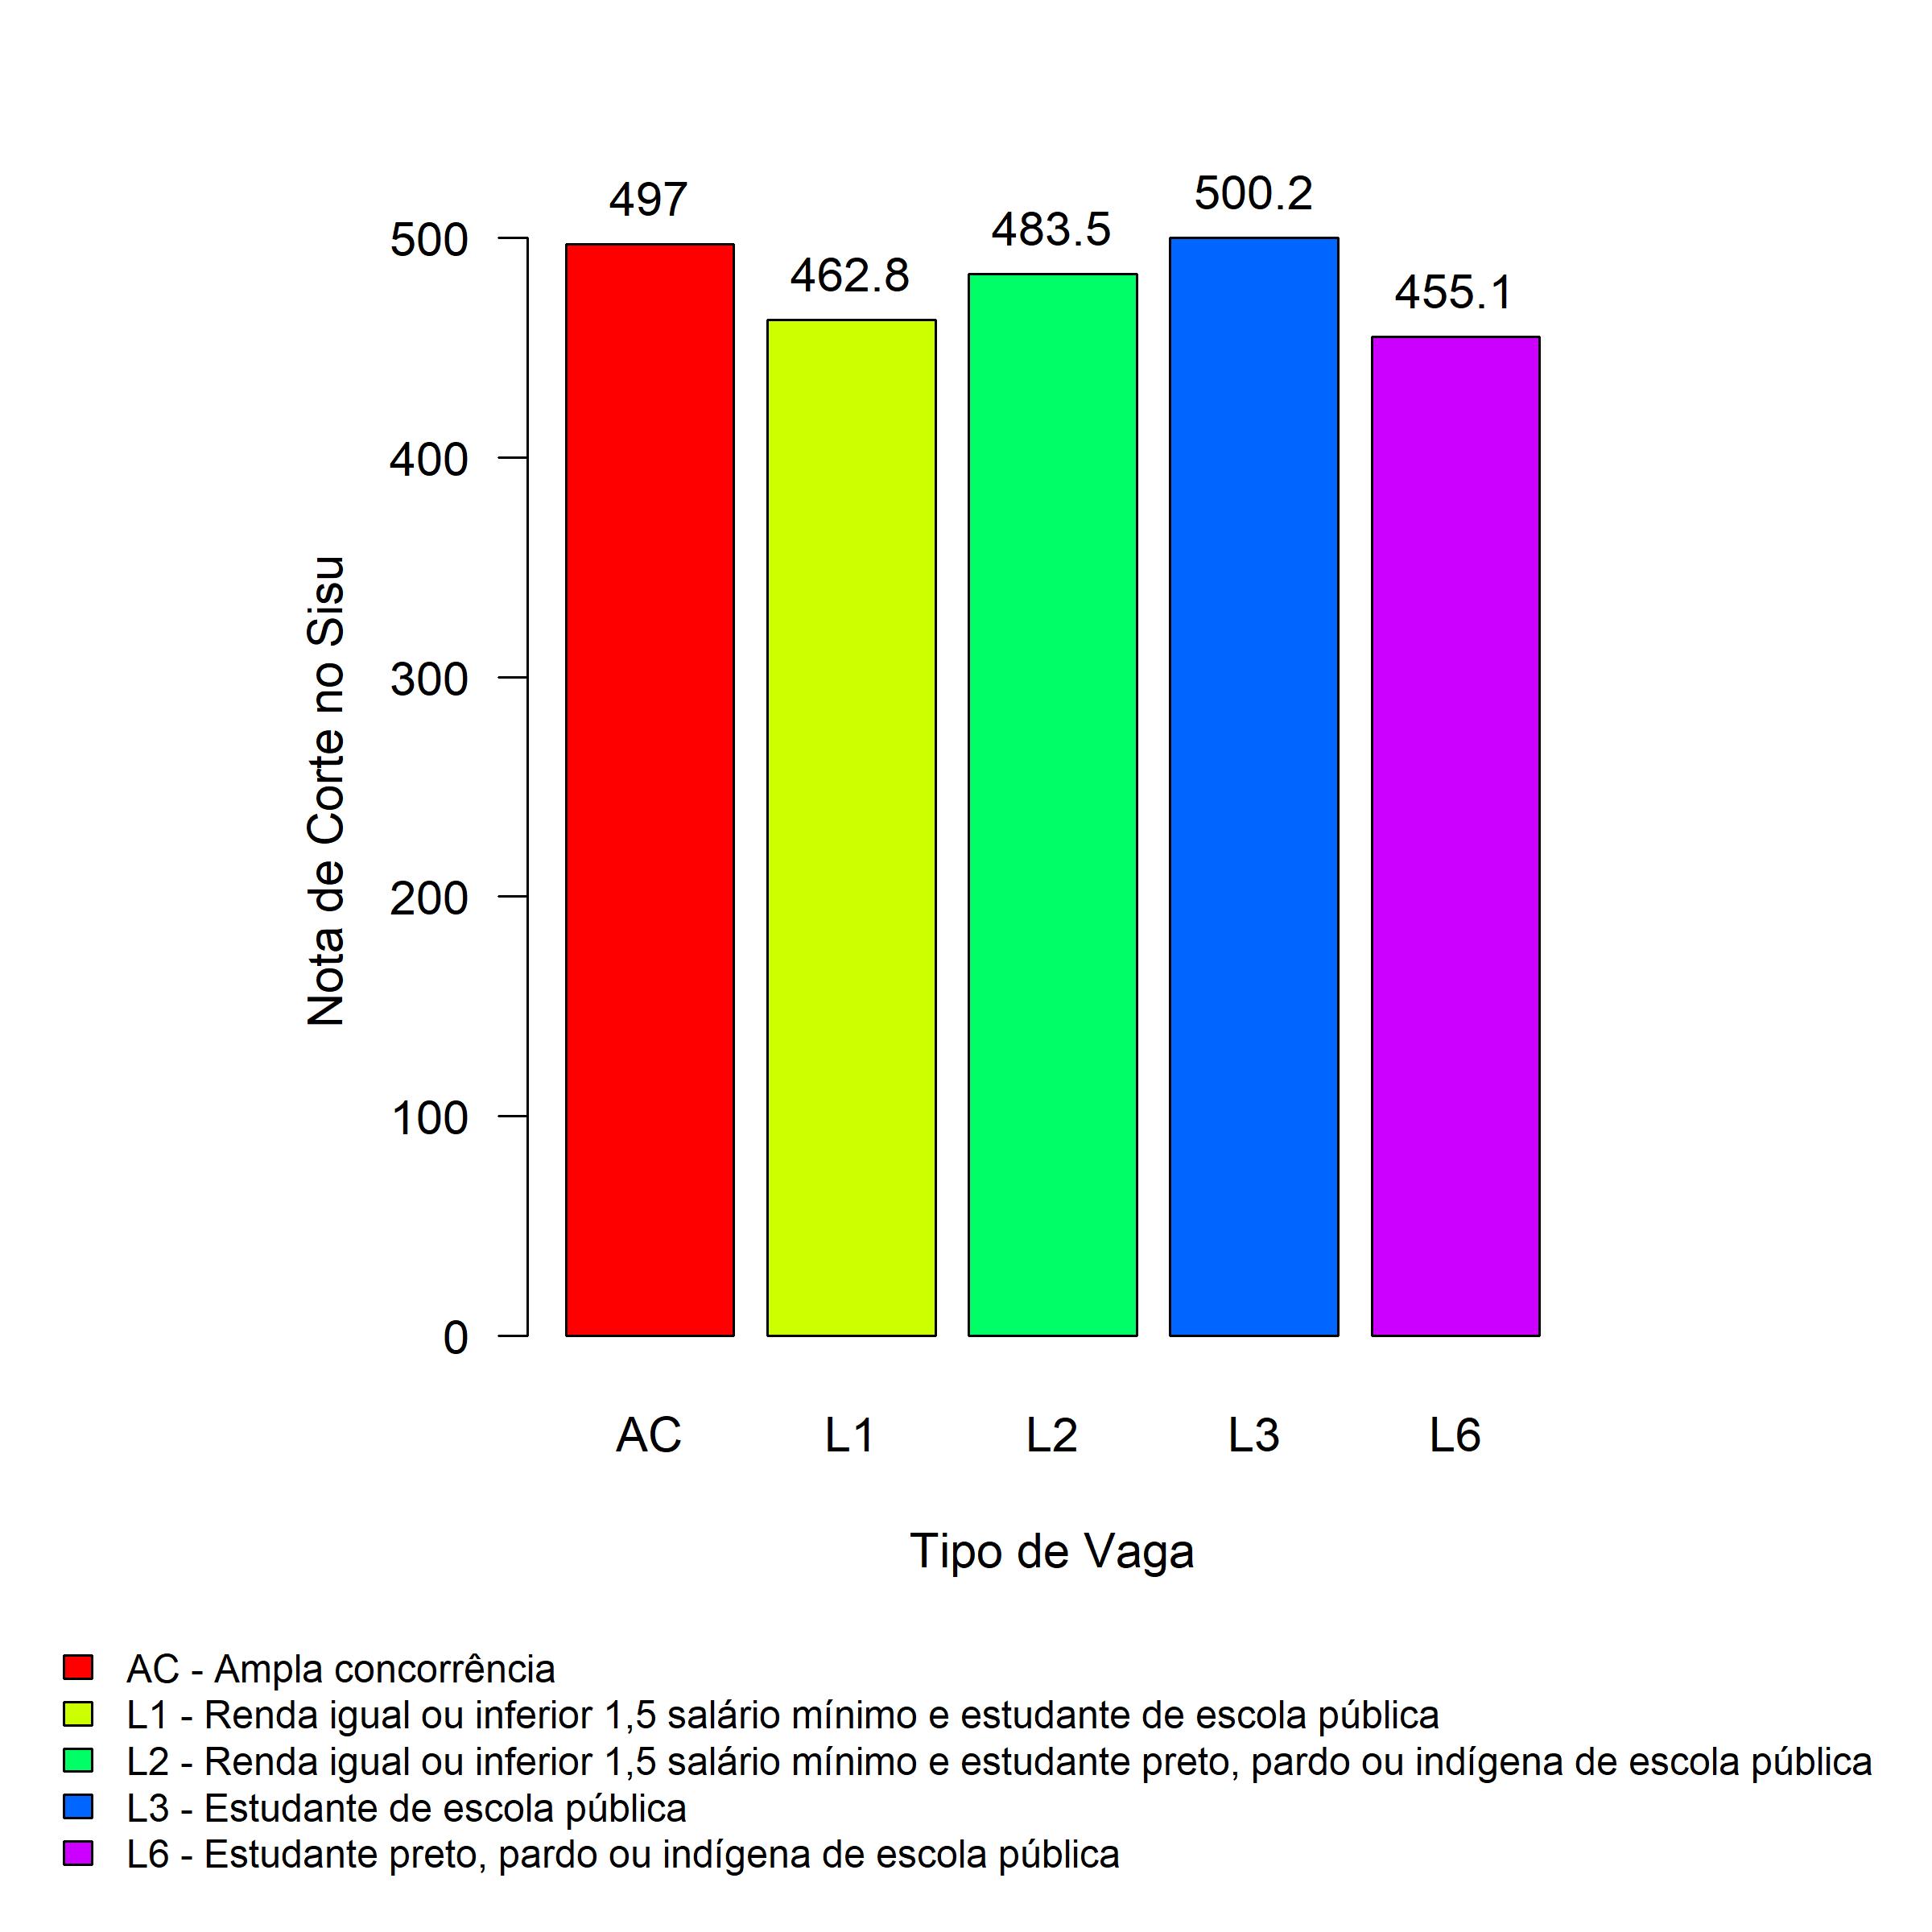 497
462.8
483.5
500.2
455.1
500
400
300
200
100
0
Nota de Corte no Sisu
AC
L1
L2
L3
L6
Tipo de Vaga
AC - Ampla concorrência
L1 - Renda igual ou inferior 1,5 salário mínimo e estudante de escola pública
L2 - Renda igual ou inferior 1,5 salário mínimo e estudante preto, pardo ou indígena de escola pública
L3 - Estudante de escola pública
L6 - Estudante preto, pardo ou indígena de escola pública